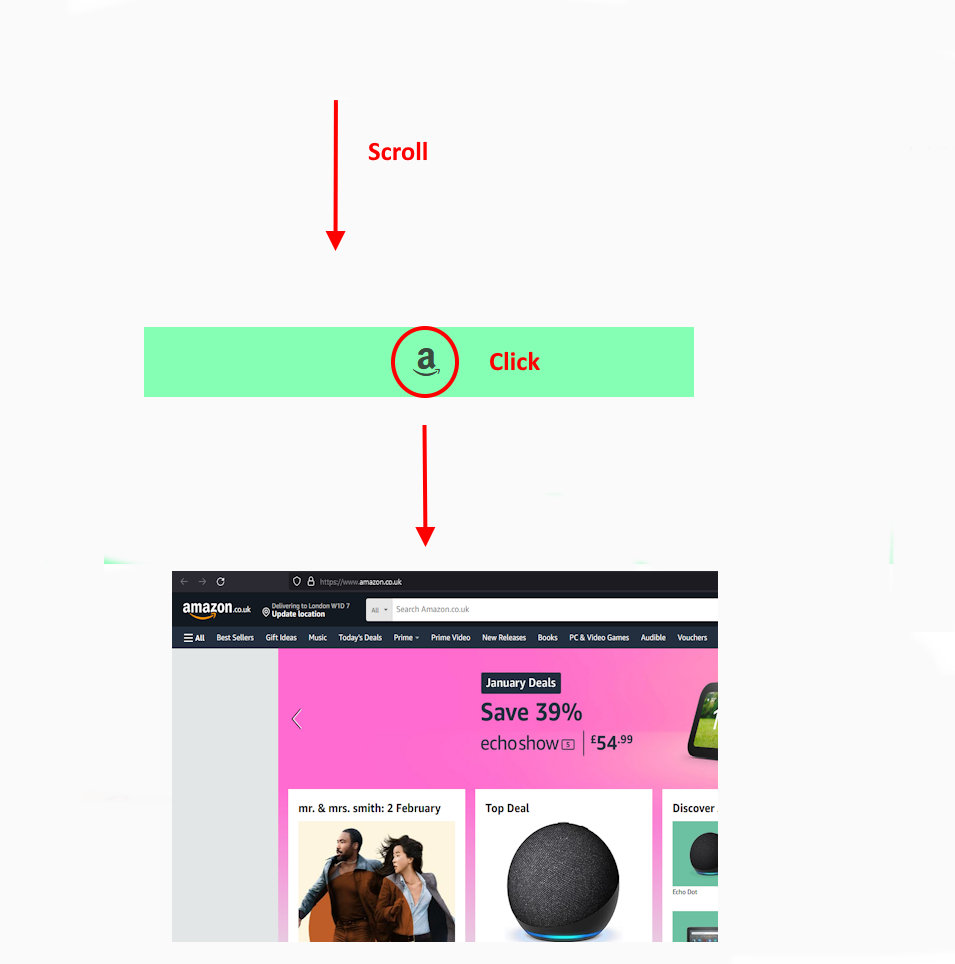 Scroll
a
Click
https://www.amazon.co.uk
amazon.co.uk
Delivering to London W1D 7
Update location
All
Search Amazon.co.uk
All Best Sellers Gift Ideas Music Today's Deals Prime Prime Video New Releases Books PC & Video Games Audible Vouchers
January Deals
Save 39%
echo show 5 £54.99
mr. & mrs. smith: 2 February
Top Deal
Discover
Echo Dot